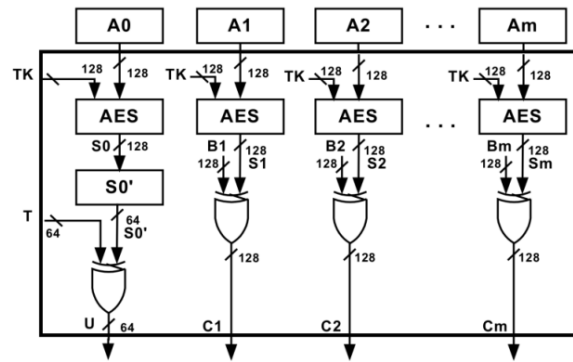 A0 A1 A2 . . . Am
128 128 128 128
TK 128 TK 128 TK 128 TK 128
AES AES AES . . . AES
S0 128 B1 128 B2 128 Bm 128
128 S1 128 S2 128 Sm
S0'
T 64 64
S0'
128 128 128
U 64 C1 C2 Cm